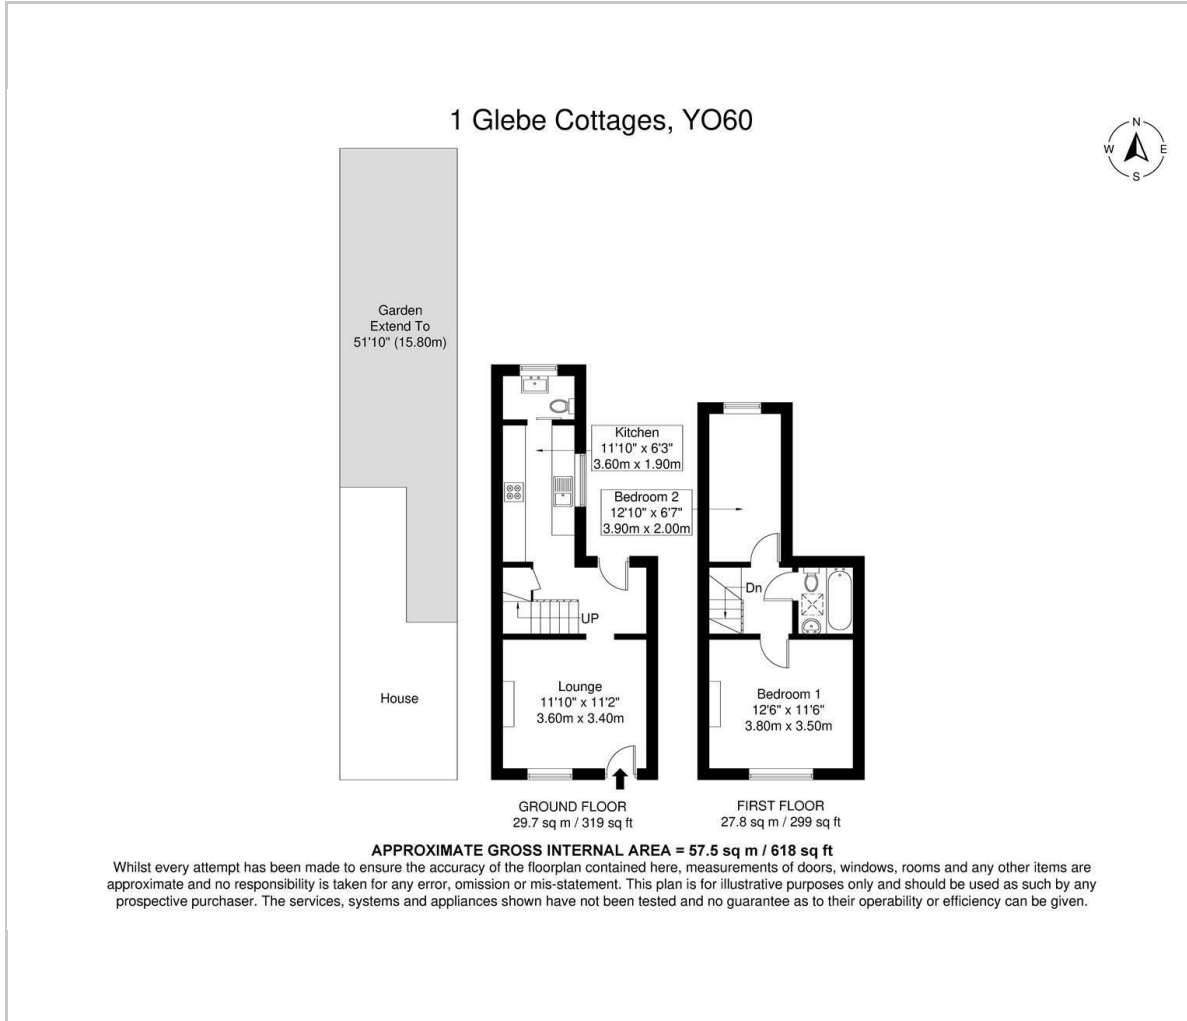 1 Glebe Cottages, YO60
N
W E
S
Garden
Extend To
51'10" (15.80m)
House
Kitchen
11'10" x 6'3"
3.60m x 1.90m
Bedroom 2
12'10" x 6'7"
3.90m x 2.00m
UP
Lounge
11'10" x 11'2"
3.60m x 3.40m
Dn
Bedroom 1
12'6" x 11'6"
3.80m x 3.50m
GROUND FLOOR
29.7 sq m / 319 sq ft
FIRST FLOOR
27.8 sq m / 299 sq ft
APPROXIMATE GROSS INTERNAL AREA = 57.5 sq m / 618 sq ft
Whilst every attempt has been made to ensure the accuracy of the floorplan contained here, measurements of doors, windows, rooms and any other items are
approximate and no responsibility is taken for any error, omission or mis-statement. This plan is for illustrative purposes only and should be used as such by any
prospective purchaser. The services, systems and appliances shown have not been tested and no guarantee as to their operability or efficiency can be given.